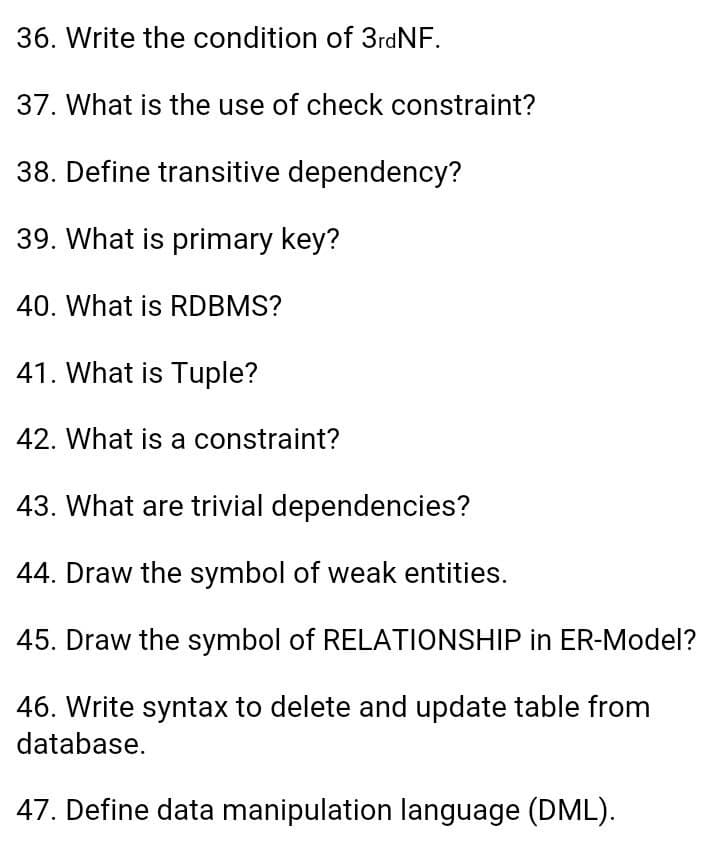 36. Write the condition of 3rdNF.
37. What is the use of check constraint?
38. Define transitive dependency?
39. What is primary key?
40. What is RDBMS?
41. What is Tuple?
42. What is a constraint?
43. What are trivial dependencies?
44. Draw the symbol of weak entities.
45. Draw the symbol of RELATIONSHIP in ER-Model?
46. Write syntax to delete and update table from
database.
47. Define data manipulation language (DML).